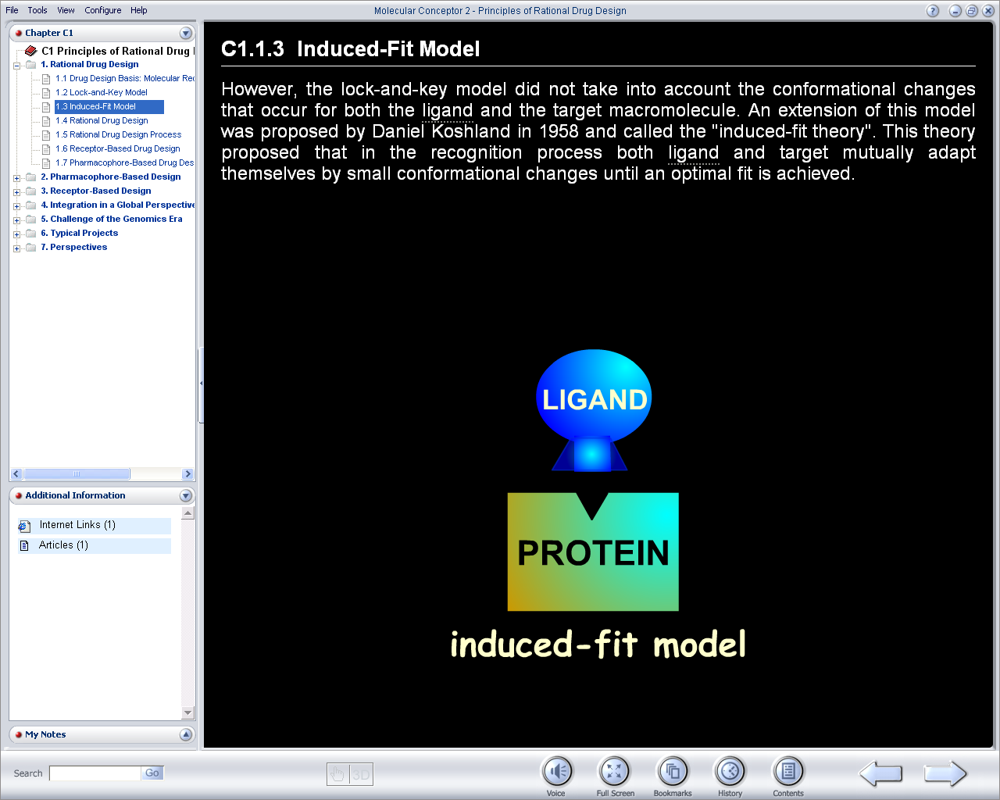 File Tools View Configure Help
Molecular Conceptor 2 - Principles of Rational Drug Design
Chapter C1
C1 Principles of Rational Drug
1. Rational Drug Design
1.1 Drug Design Basis: Molecular Rec
1.2 Lock-and-Key Model
1.3 Induced-Fit Model
1.4 Rational Drug Design
1.5 Rational Drug Design Process
1.6 Receptor-Based Drug Design
1.7 Pharmacophore-Based Drug Des
2. Pharmacophore-Based Design
3. Receptor-Based Design
4. Integration in a Global Perspective
5. Challenge of the Genomics Era
6. Typical Projects
7. Perspectives
Additional Information
Internet Links (1)
Articles (1)
My Notes
C1.1.3 Induced-Fit Model
However, the lock-and-key model did not take into account the conformational changes
that occur for both the ligand and the target macromolecule. An extension of this model
was proposed by Daniel Koshland in 1958 and called the "induced-fit theory". This theory
proposed that in the recognition process both ligand and target mutually adapt
themselves by small conformational changes until an optimal fit is achieved.
LIGAND
PROTEIN
induced-fit model
Search
Go
3D
Voice
Full Screen
Bookmarks
History
Contents